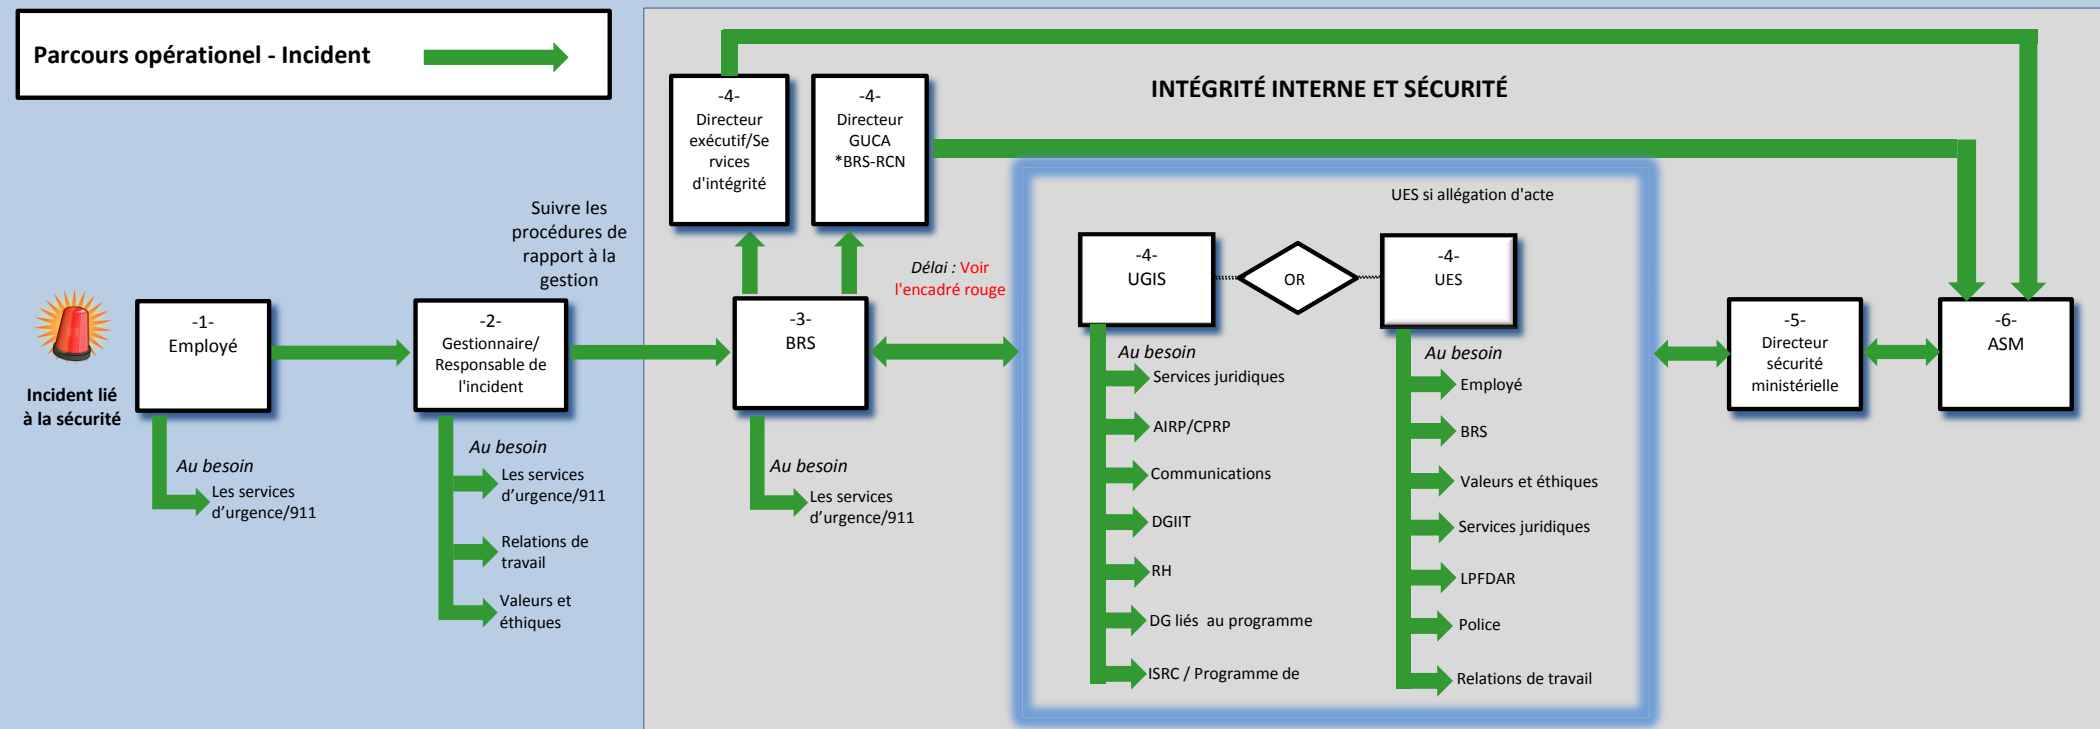 Parcours opérationel - Incident
INTÉGRITÉ INTERNE ET SÉCURITÉ
Incident lié
à la sécurité
-1-
Employé
Au besoin
Les services
d'urgence/911
-2-
Gestionnaire/
Responsable de
l'incident
Au besoin
Les services
d'urgence/911
Relations de
travail
Valeurs et
éthiques
Suivre les
procédures de
rapport à la
gestion
-3-
BRS
Au besoin
Les services
d'urgence/911
-4-
Directeur
exécutif/Se
rvices
d'intégrité
-4-
Directeur
GUCA
*BRS-RCN
Délai : Voir
l'encadré rouge
UES si allégation d'acte
-4-
UGIS
OR
-4-
UES
Au besoin
Services juridiques
AIRP/CPRP
Communications
DGIIT
RH
DG liés  au programme
ISRC / Programme de
Au besoin
Employé
BRS
Valeurs et éthiques
Services juridiques
LPFDAR
Police
Relations de travail
-5-
Directeur
sécurité
ministérielle
-6-
ASM